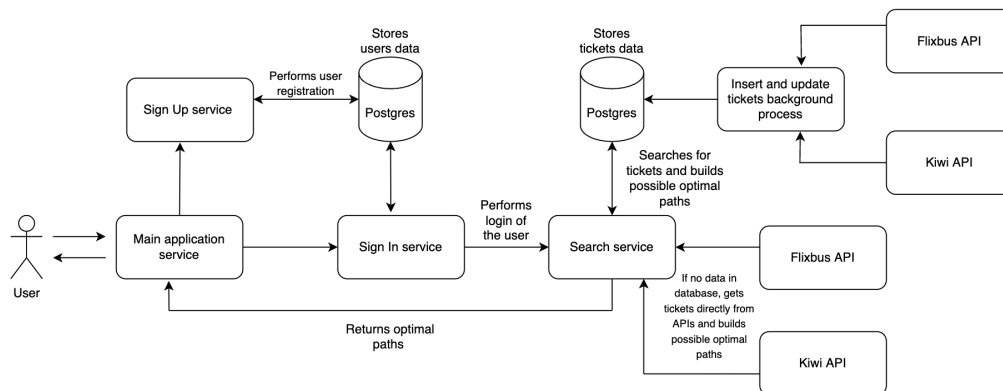 Stores
users data
Stores
tickets data
Flixbus API
Performs user
registration
Sign Up service
Postgres
Postgres
Insert and update
tickets background
process
Kiwi API
Searches for
tickets and builds
possible optimal
paths
Performs
login of
the user
Main application
service
Sign In service
Search service
Flixbus API
User
If no data in
database, gets
tickets directly from
APIs and builds
possible optimal
paths
Returns optimal
paths
Kiwi API